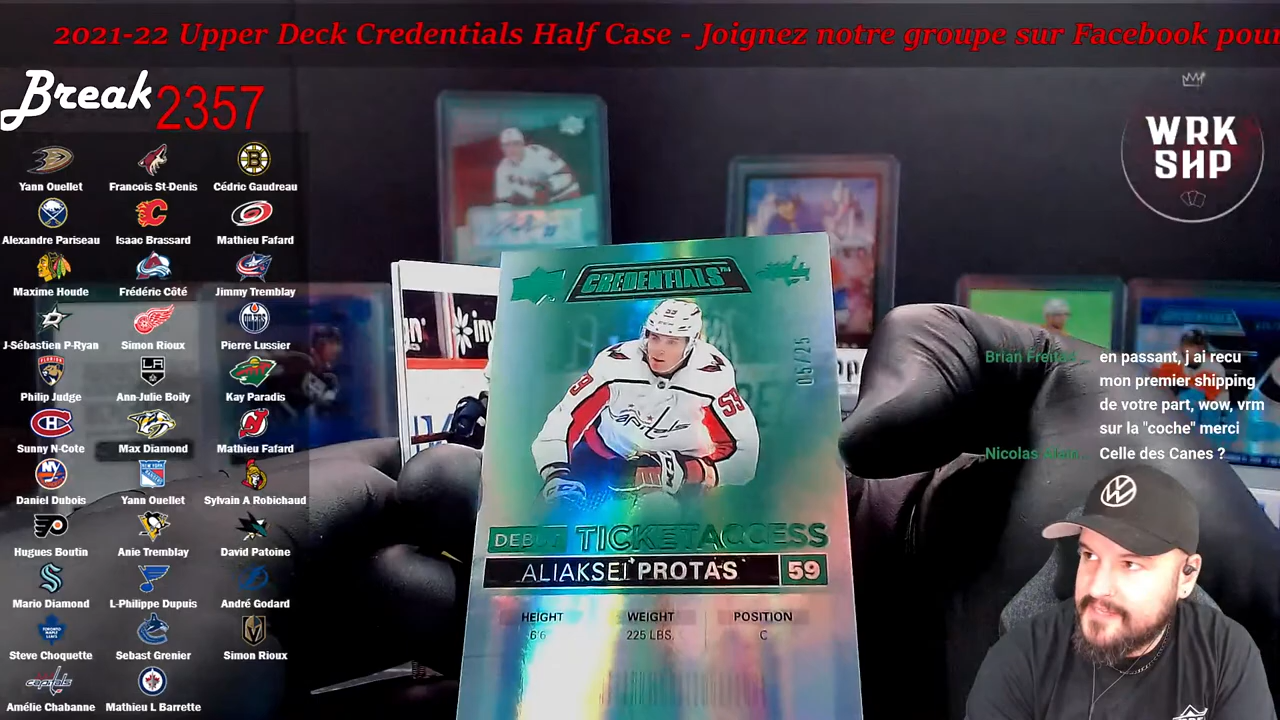 2021-22 Upper Deck Credentials Half Case - Joignez notre groupe sur Facebook pour
Break 2357
WRK
SHP
Yann Ouellet
Francois St-Denis
Cédric Gaudreau
Alexandre Pariseau
Isaac Brassard
Mathieu Fafard
Maxime Houde
Frédéric Côté
Jimmy Tremblay
J-Sébastien P-Ryan
Simon Rioux
Pierre Lussier
Philip Judge
Ann-Julie Boily
Kay Paradis
Sunny N-Cote
Max Diamond
Mathieu Fafard
Daniel Dubois
Yann Ouellet
Sylvain A Robichaud
Hugues Boutin
Anie Tremblay
David Patoine
Mario Diamond
L-Philippe Dupuis
André Godard
Steve Choquette
Sebast Grenier
Simon Rioux
Amélie Chabanne
Mathieu L Barrette
CREDENTIALS™
05/25
59
59
DEBUT TICKET ACCESS
ALIAKSEI PROTAS 59
HEIGHT WEIGHT POSITION
6'6 225 LBS. C
Brian
en passant, j ai recu
mon premier shipping
de votre part, wow, vrm
sur la "coche" merci
Nicolas
Celle des Canes ?